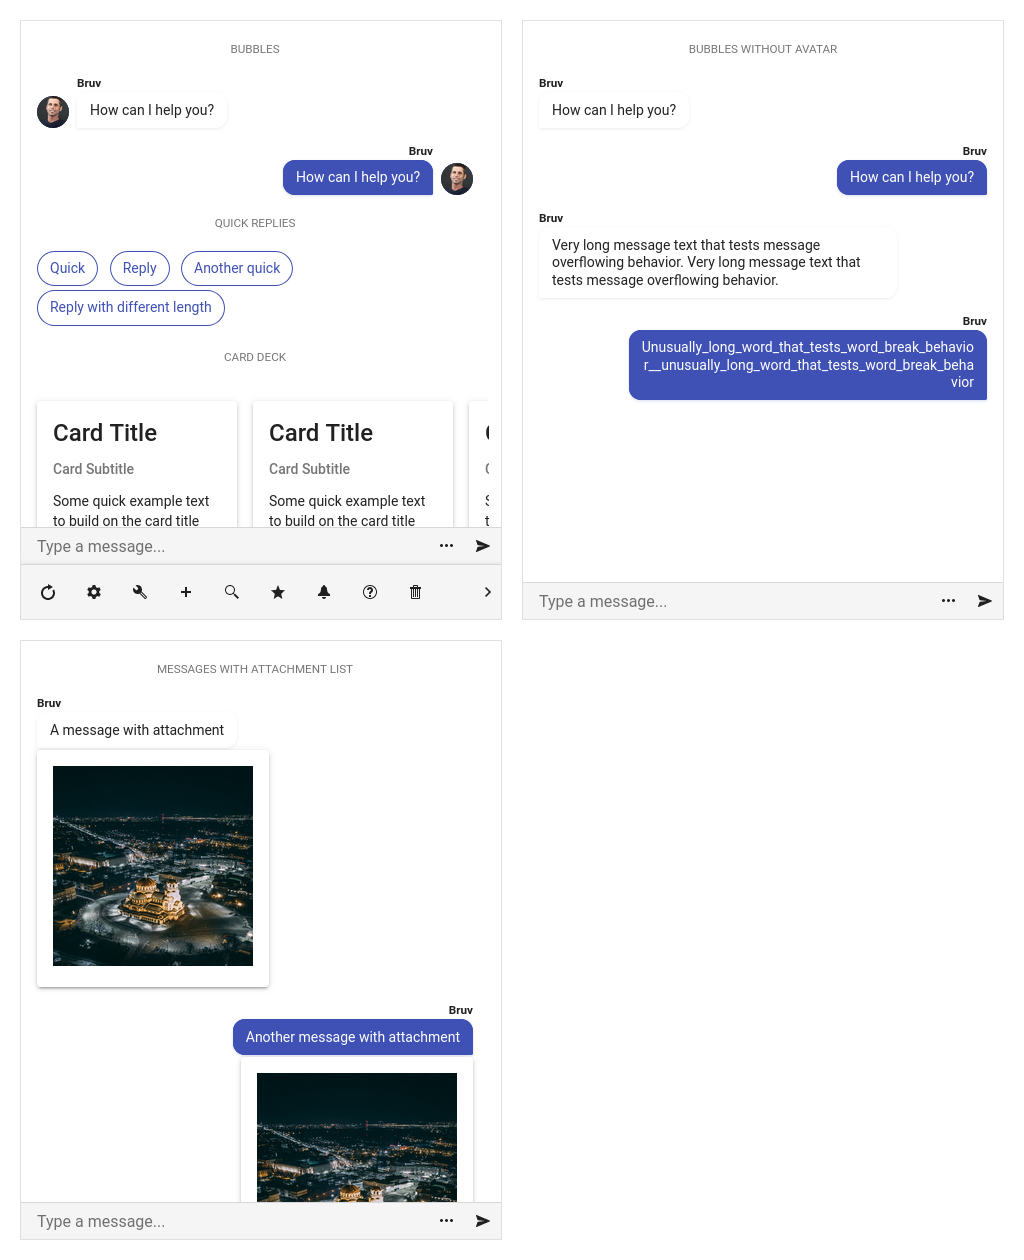 BUBBLES
Bruv
How can I help you?
Bruv
How can I help you?
QUICK REPLIES
Quick
Reply
Another quick
Reply with different length
CARD DECK
Card Title
Card Subtitle
Some quick example text
to build on the card title
Card Title
Card Subtitle
Some quick example text
to build on the card title
Type a message...
BUBBLES WITHOUT AVATAR
Bruv
How can I help you?
Bruv
How can I help you?
Bruv
Very long message text that tests message
overflowing behavior. Very long message text that
tests message overflowing behavior.
Bruv
Unusually_long_word_that_tests_word_break_behavio
r__unusually_long_word_that_tests_word_break_beha
vior
Type a message...
MESSAGES WITH ATTACHMENT LIST
Bruv
A message with attachment
Bruv
Another message with attachment
Type a message...